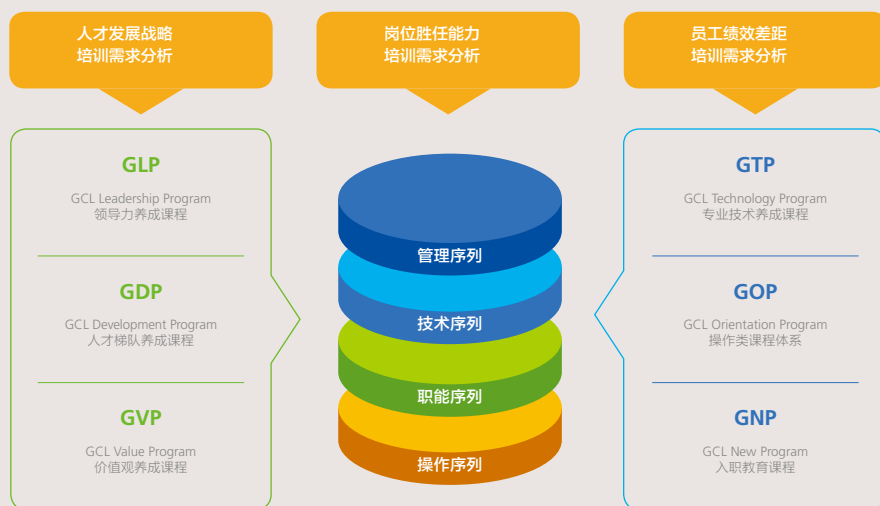 人才发展战略
培训需求分析
岗位胜任能力
培训需求分析
员工绩效差距
培训需求分析
GLP
GCL Leadership Program
领导力养成课程
GDP
GCL Development Program
人才梯队养成课程
GVP
GCL Value Program
价值观养成课程
管理序列
技术序列
职能序列
操作序列
GTP
GCL Technology Program
专业技术养成课程
GOP
GCL Orientation Program
操作类课程体系
GNP
GCL New Program
入职教育课程